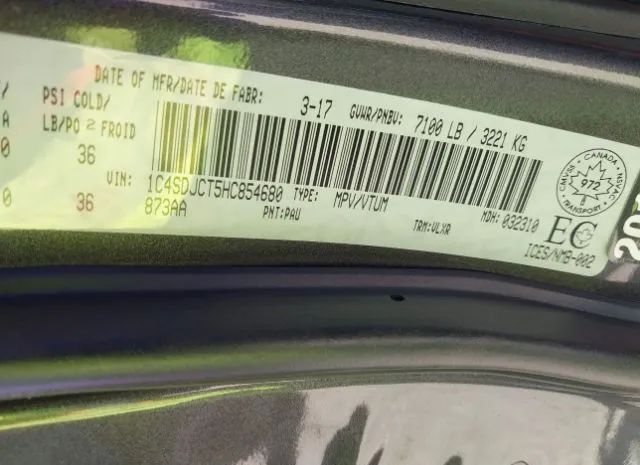 DATE OF MFR/DATE DE FABR: 3-17 GVWR/PNBV: 7100 LB / 3221 KG
PSI COLD/
LB/PO 2 FROID
36
VIN: 1C4SDJCT5HC854680 TYPE: MPV/VTUM
36 873AA PNT:PAU TRM:VLXR MDH:032310
A
0
0
CANADA
972
TRANSPORT
EC
ICES/NMB-002